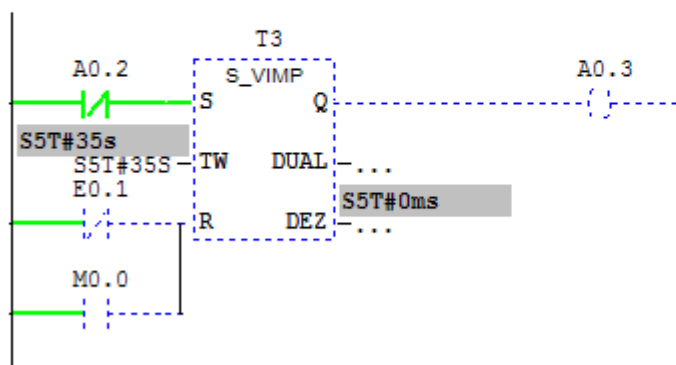 T3
A0.2
S_VIMP
A0.3
S
Q
S5T#35s
S5T#35S
TW
DUAL
...
E0.1
S5T#0ms
R
DEZ
...
M0.0